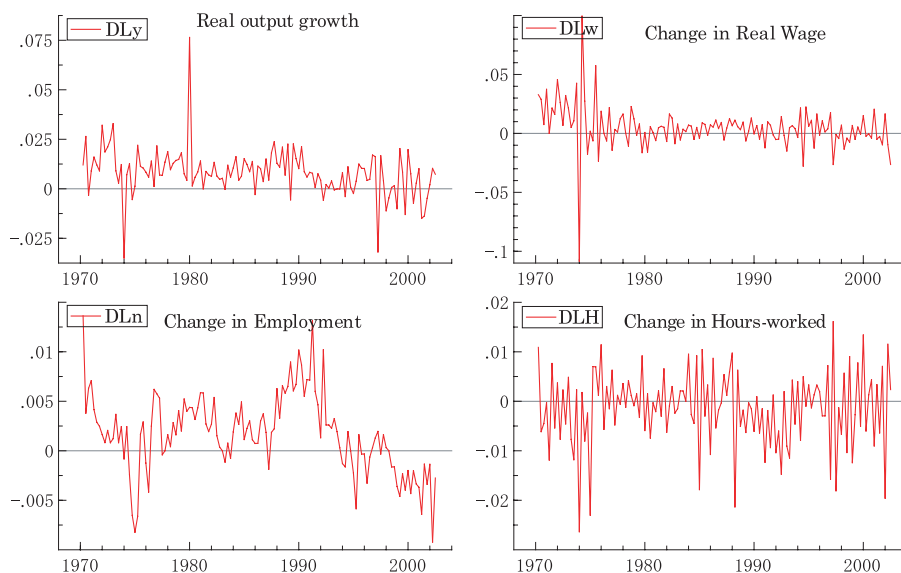 DLy Real output growth
.075
.05
.025
0
-.025
1970 1980 1990 2000
DLw Change in Real Wage
.05
0
-.05
-.1
1970 1980 1990 2000
DLn Change in Employment
.01
.005
0
-.005
1970 1980 1990 2000
DLH Change in Hours-worked
.02
.01
0
-.01
-.02
1970 1980 1990 2000